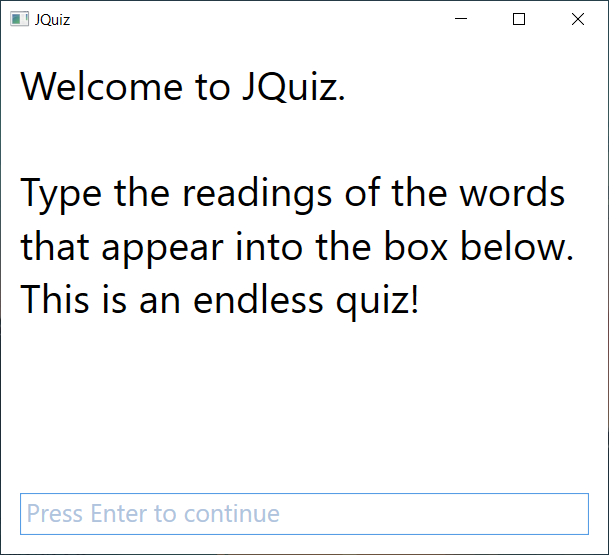 JQuiz
Welcome to JQuiz.
Type the readings of the words
that appear into the box below.
This is an endless quiz!
Press Enter to continue